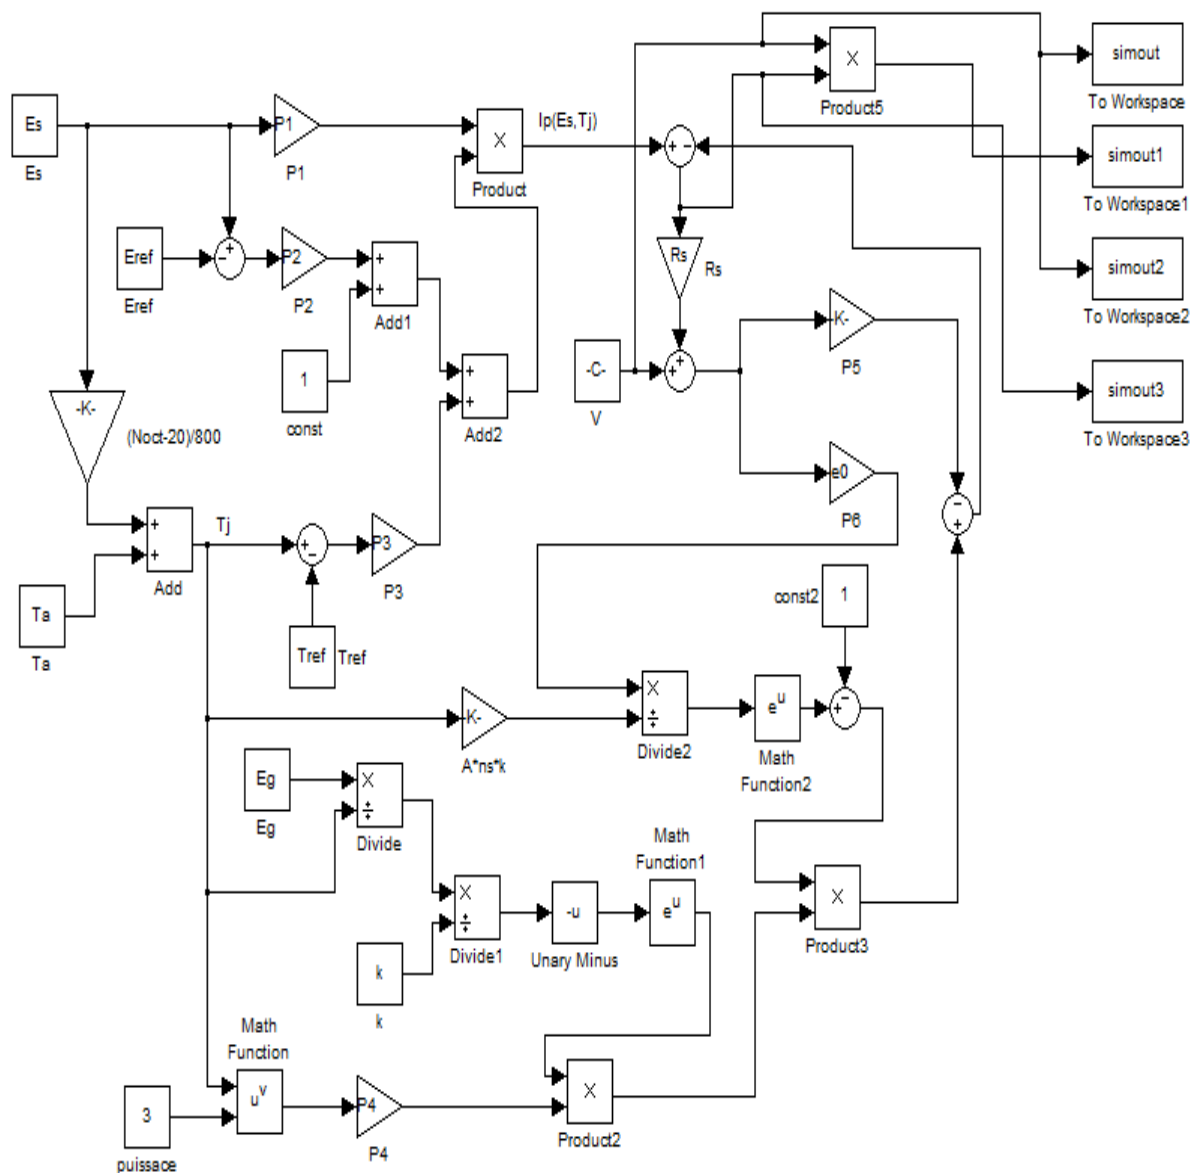 simout
To Workspace
X
Product5
Es
Es
P1
P1
X
Product
Ip(Es,Tj)
+
-
simout1
To Workspace1
Eref
Eref
+
-
P2
P2
+
+
Add1
Rs
Rs
simout2
To Workspace2
1
const
+
+
Add2
-C-
V
+
+
K-
P5
simout3
To Workspace3
-K-
(Noct-20)/800
e0
P6
+
+
Add
Tj
+
-
P3
P3
-
+
Ta
Ta
Tref
Tref
const2
1
K-
A*ns*k
X
÷
Divide2
e^u
Math
Function2
+
-
Eg
Eg
X
÷
Divide
Math
Function1
X
÷
Divide1
-u
Unary Minus
e^u
X
Product3
k
k
Math
Function
u^v
3
puissace
P4
P4
X
Product2